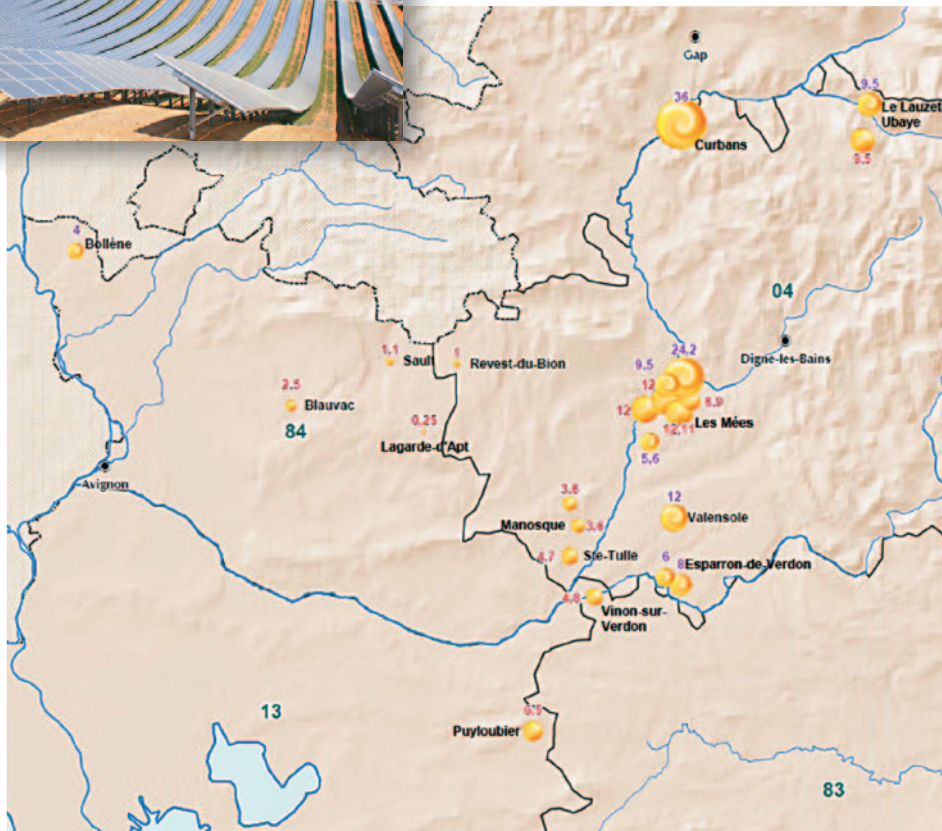 Gap
36
Curbans
9.5
Le Lauzet
Ubaye
9.5
4
Bollène
04
Digne-les-Bains
1,1
Sault
1
Revest-du-Bion
2.5
Blauvac
84
0,25
Lagarde-d'Apt
Avignon
24,2
9.5
12
12
6.9
Les Mées
12,11
5,6
3.6
Manosque
3.6
12
Valensole
4.7
Ste-Tulle
6
8
Esparron-de-Verdon
4.8
Vinon-sur-
Verdon
13
6.5
Puyloubier
83